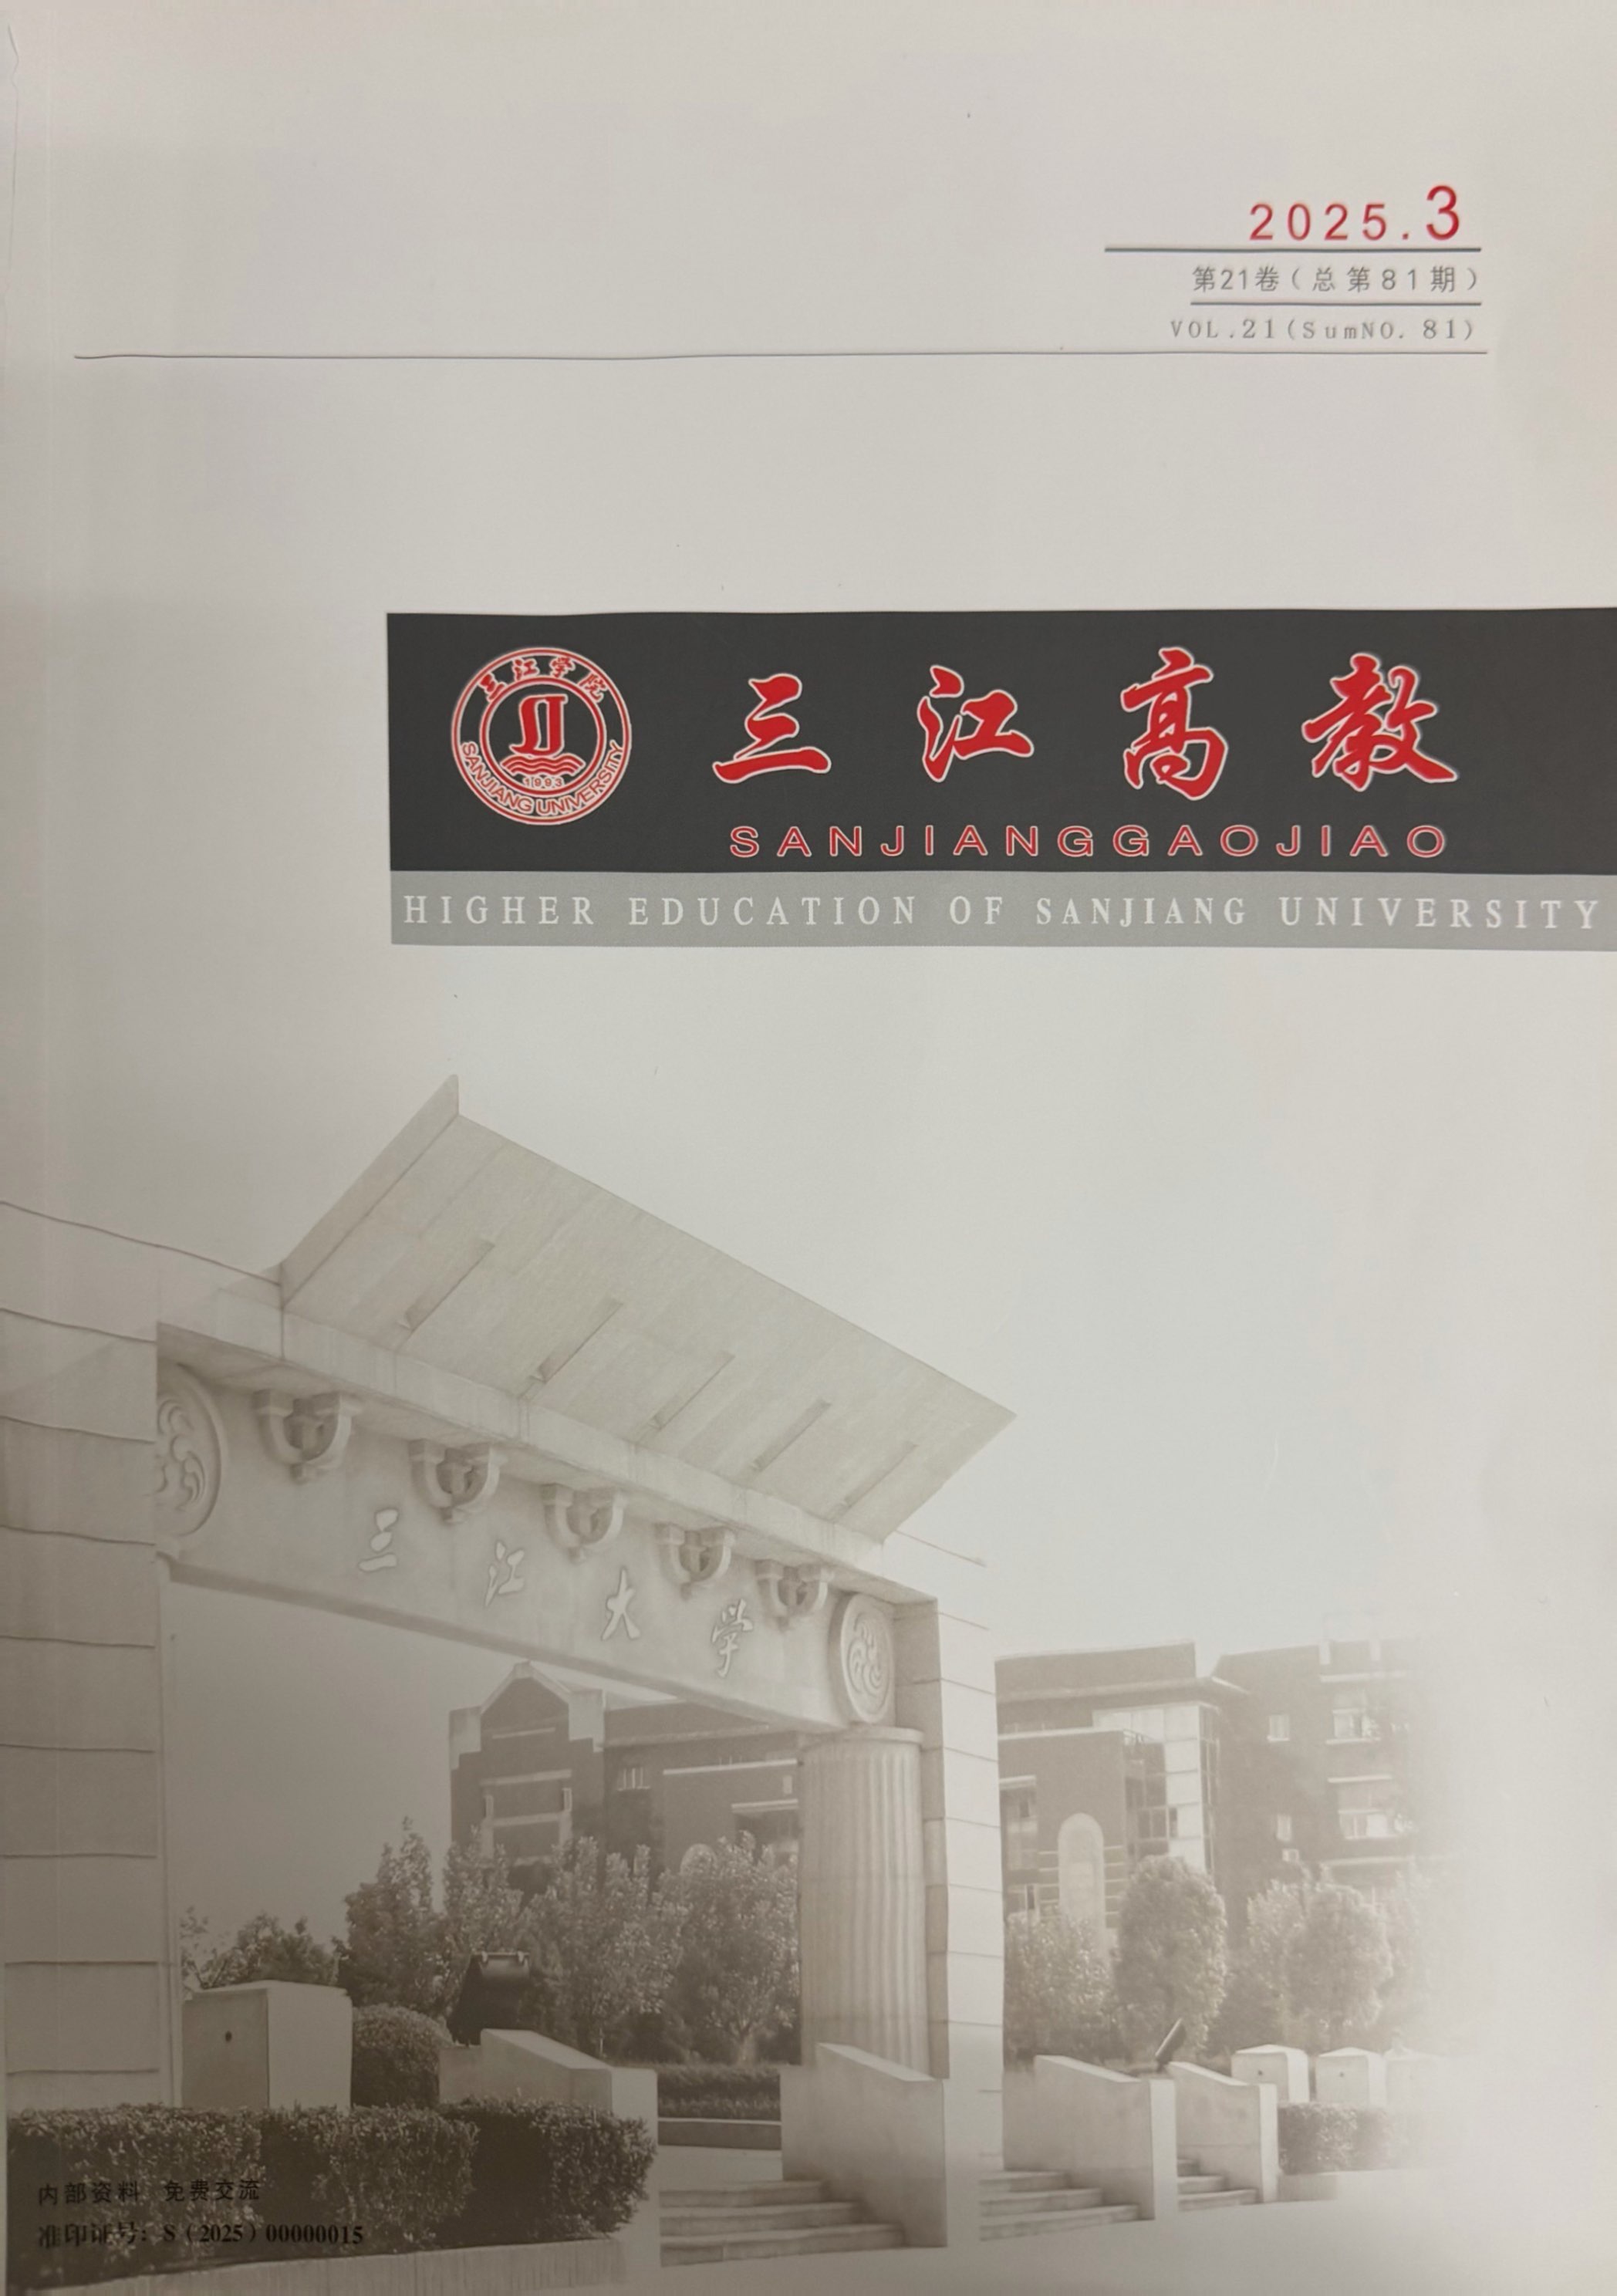 2025.3
第21卷（总第81期）
VOL.21(SumNO. 81)
三江学院
1993
SANJIANG UNIVERSITY
三江高教
SANJIANGGAOJIAO
HIGHER EDUCATION OF SANJIANG UNIVERSITY
三江大学
内部资料 免费交流
准印证号：S（2025）00000015